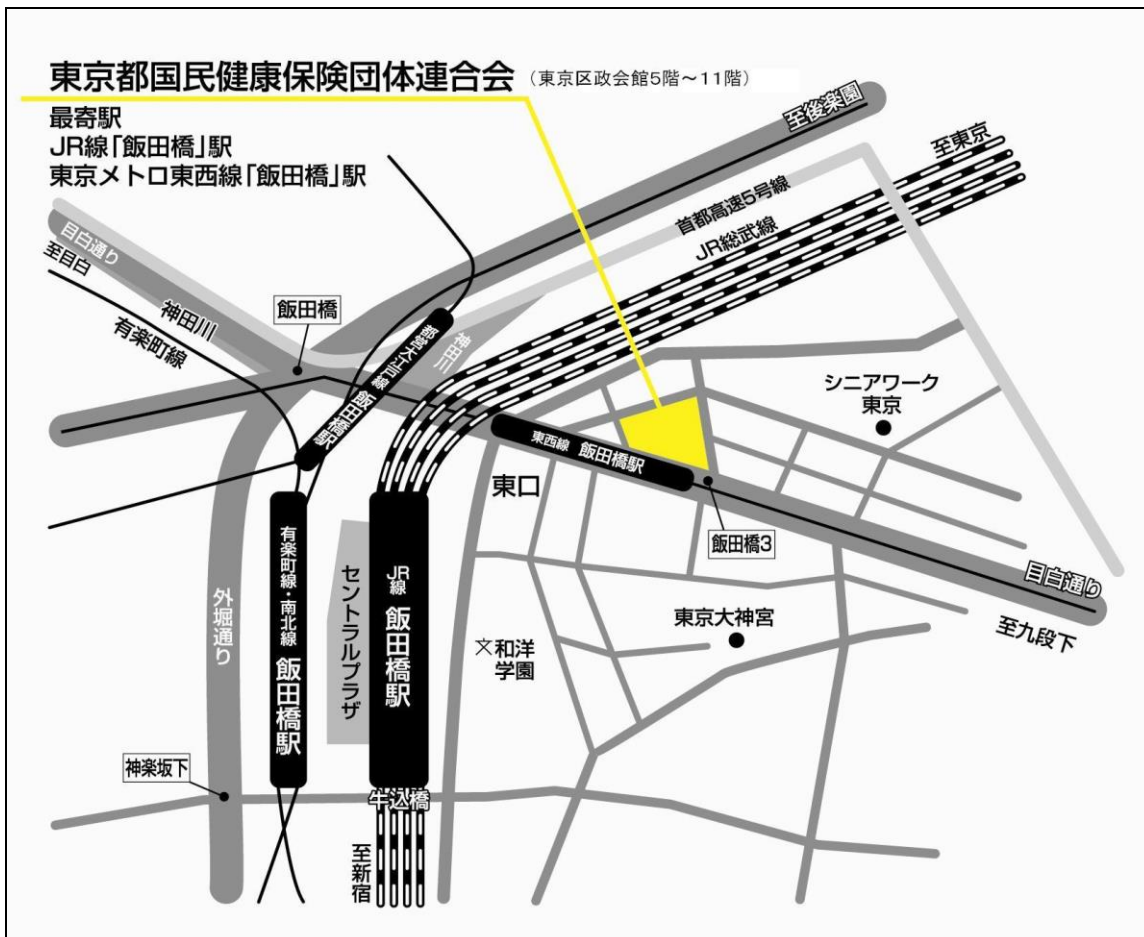 東京都国民健康保険団体連合会 (東京区政会館5階～11階)
最寄駅
JR線「飯田橋」駅
東京メトロ東西線「飯田橋」駅
至後楽園
至東京
首都高速5号線
JR総武線
目白通り
至目白
神田川
有楽町線
飯田橋
都営大江戸線 飯田橋駅
神田川
シニアワーク
東京
東西線 飯田橋駅
東口
飯田橋3
目白通り
至九段下
有楽町線・南北線 飯田橋駅
セントラルプラザ
JR線 飯田橋駅
外堀通り
東京大神宮
文和洋
学園
神楽坂下
牛込橋
至新宿